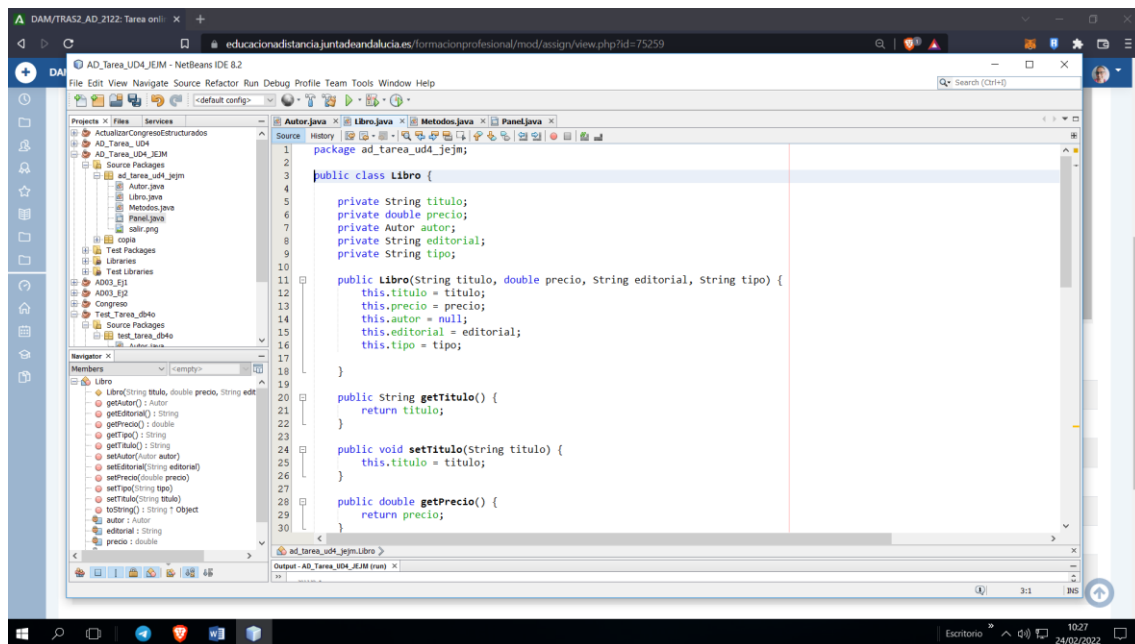 DAM/TRAS2_AD_2122: Tarea onli
educacionadistancia.juntadeandalucia.es/formacionprofesional/mod/assign/view.php?id=75259
DAI
AD_Tarea_UD4_JEJM - NetBeans IDE 8.2
File Edit View Navigate Source Refactor Run Debug Profile Team Tools Window Help
Search (Ctrl+I)
<default config>
Projects Files Services
ActualizarCongresoEstructurados
AD_Tarea_ UD4
AD_Tarea_UD4_JEJM
Source Packages
ad_tarea_ud4_jejm
Autor.java
Libro.java
Metodos.java
Panel.java
salir.png
copia
Test Packages
Libraries
Test Libraries
AD03_Ej1
AD03_Ej2
Congreso
Test_Tarea_db4o
Source Packages
test_tarea_db4o
Autor.java
Navigator
Members <empty>
Libro
Libro(String titulo, double precio, String edit
getAutor() : Autor
getEditorial() : String
getPrecio() : double
getTipo() : String
getTitulo() : String
setAutor(Autor autor)
setEditorial(String editorial)
setPrecio(double precio)
setTipo(String tipo)
setTitulo(String titulo)
toString() : String ↑ Object
autor : Autor
editorial : String
precio : double
Autor.java Libro.java Metodos.java Panel.java
Source History
1 package ad_tarea_ud4_jejm;
2
3 public class Libro {
4
5 private String titulo;
6 private double precio;
7 private Autor autor;
8 private String editorial;
9 private String tipo;
10
11 public Libro(String titulo, double precio, String editorial, String tipo) {
12 this.titulo = titulo;
13 this.precio = precio;
14 this.autor = null;
15 this.editorial = editorial;
16 this.tipo = tipo;
17
18 }
19
20 public String getTitulo() {
21 return titulo;
22 }
23
24 public void setTitulo(String titulo) {
25 this.titulo = titulo;
26 }
27
28 public double getPrecio() {
29 return precio;
30 }
ad_tarea_ud4_jejm.Libro
Output - AD_Tarea_UD4_JEJM (run)
3:1 INS
Escritorio
10:27
24/02/2022